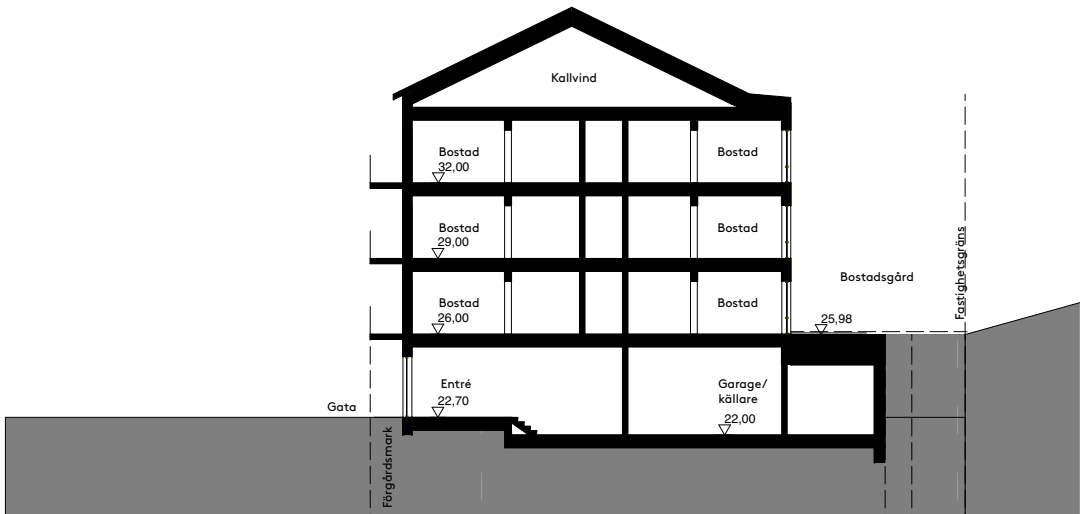 Kallvind
Bostad
32,00
Bostad
Bostad
29,00
Bostad
Bostad
26,00
Bostad
Bostadsgård
25,98
Fastighetsgräns
Entré
22,70
Garage/
källare
22,00
Gata
Förgårdsmark